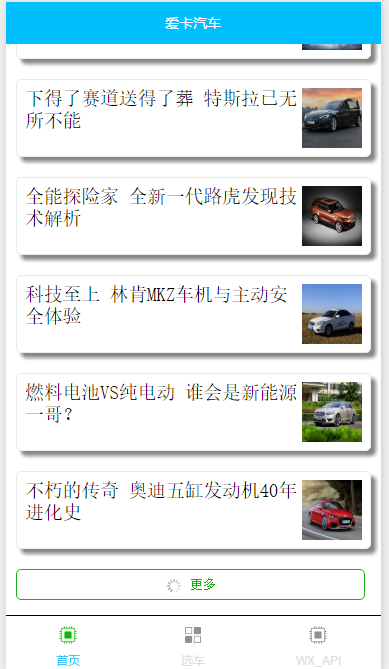 爱卡汽车
下得了赛道送得了葬 特斯拉已无
所不能
全能探险家 全新一代路虎发现技
术解析
科技至上 林肯MKZ车机与主动安
全体验
燃料电池VS纯电动 谁会是新能源
一哥?
不朽的传奇 奥迪五缸发动机40年
进化史
更多
首页
选车
WX_API